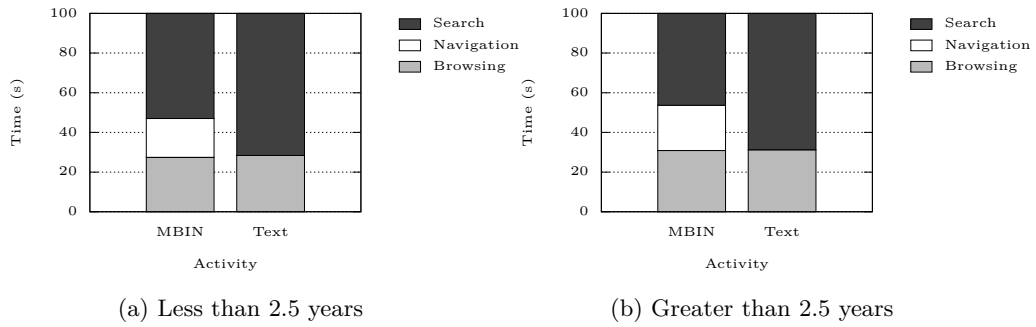 100
80
60
40
20
0
Time (s)
MBIN Text
Activity
Search
Navigation
Browsing
(a) Less than 2.5 years
100
80
60
40
20
0
Time (s)
MBIN Text
Activity
Search
Navigation
Browsing
(b) Greater than 2.5 years